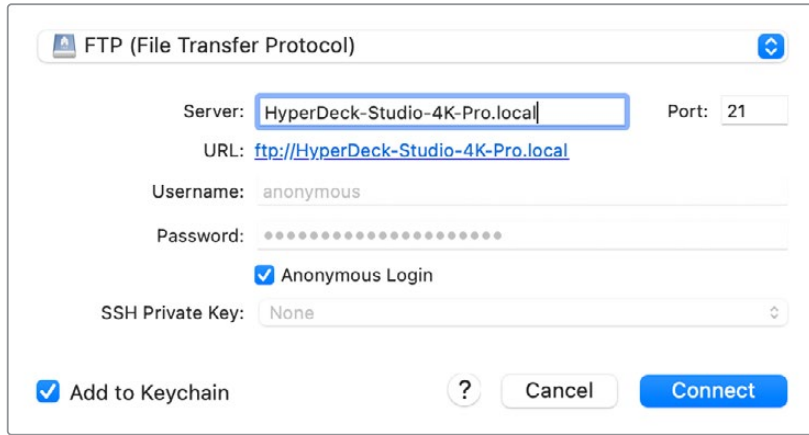 FTP (File Transfer Protocol)
Server: HyperDeck-Studio-4K-Pro.local Port: 21
URL: ftp://HyperDeck-Studio-4K-Pro.local
Username: anonymous
Password: •••••••••••••••••••••
Anonymous Login
SSH Private Key: None
Add to Keychain ? Cancel Connect